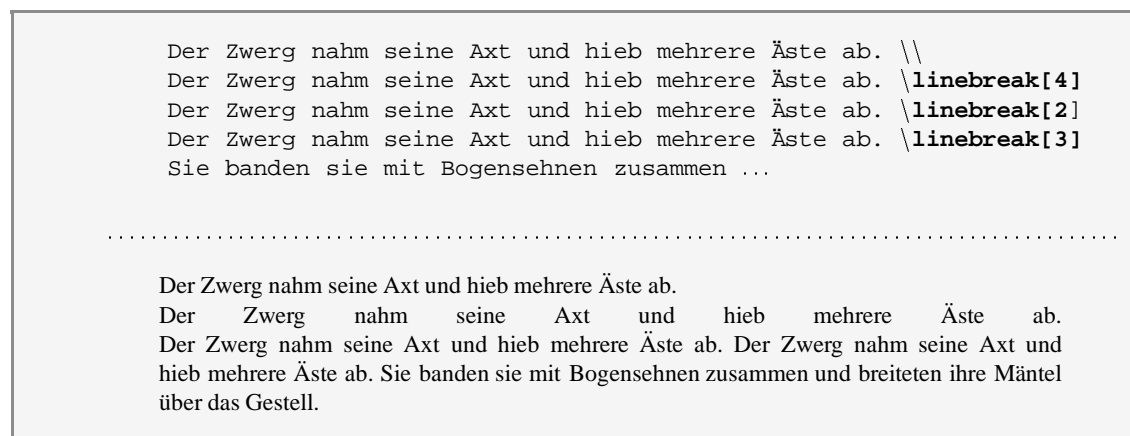 Der Zwerg nahm seine Axt und hieb mehrere Äste ab. \\
Der Zwerg nahm seine Axt und hieb mehrere Äste ab. \linebreak[4]
Der Zwerg nahm seine Axt und hieb mehrere Äste ab. \linebreak[2]
Der Zwerg nahm seine Axt und hieb mehrere Äste ab. \linebreak[3]
Sie banden sie mit Bogensehnen zusammen ...
Der Zwerg nahm seine Axt und hieb mehrere Äste ab.
Der Zwerg nahm seine Axt und hieb mehrere Äste ab.
Der Zwerg nahm seine Axt und hieb mehrere Äste ab. Der Zwerg nahm seine Axt und
hieb mehrere Äste ab. Sie banden sie mit Bogensehnen zusammen und breiteten ihre Mäntel
über das Gestell.